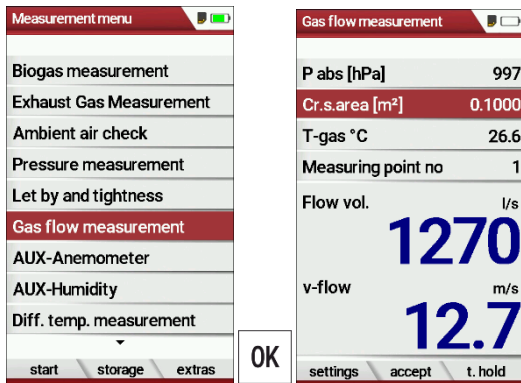 Measurement menu
Biogas measurement
Exhaust Gas Measurement
Ambient air check
Pressure measurement
Let by and tightness
Gas flow measurement
AUX-Anemometer
AUX-Humidity
Diff. temp. measurement
start storage extras
OK
Gas flow measurement
P abs [hPa] 997
Cr.s.area [m²] 0.1000
T-gas °C 26.6
Measuring point no 1
Flow vol. l/s
1270
v-flow m/s
12.7
settings accept t. hold